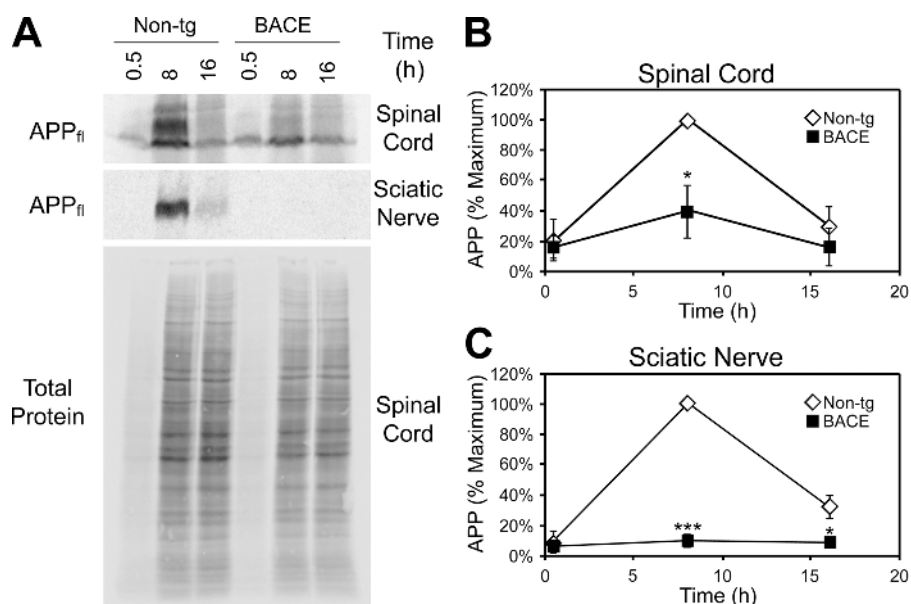 A
Non-tg BACE
0.5 8 16 0.5 8 16 Time (h)
APPfl Spinal Cord
APPfl Sciatic Nerve
Total Protein Spinal Cord
B
Spinal Cord
120%
100%
80%
60%
40%
20%
0%
APP (% Maximum)
Non-tg
BACE
*
0 5 10 15 20
Time (h)
C
Sciatic Nerve
120%
100%
80%
60%
40%
20%
0%
APP (% Maximum)
Non-tg
BACE
***
*
0 5 10 15 20
Time (h)